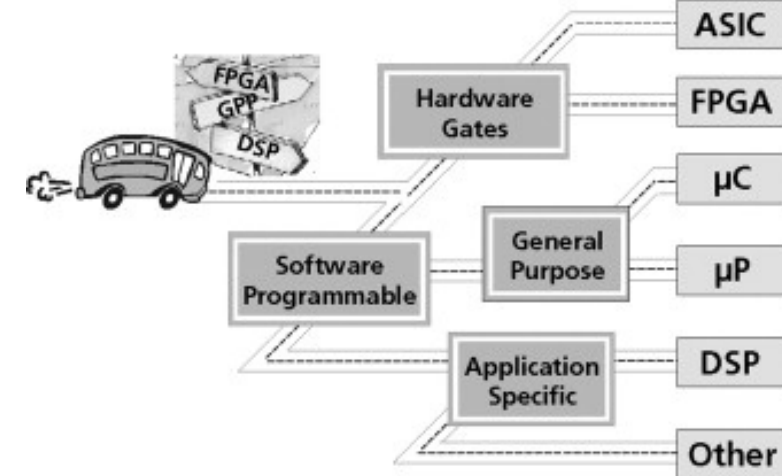 FPGA
GPP
DSP
Hardware
Gates
Software
Programmable
General
Purpose
Application
Specific
ASIC
FPGA
µC
µP
DSP
Other